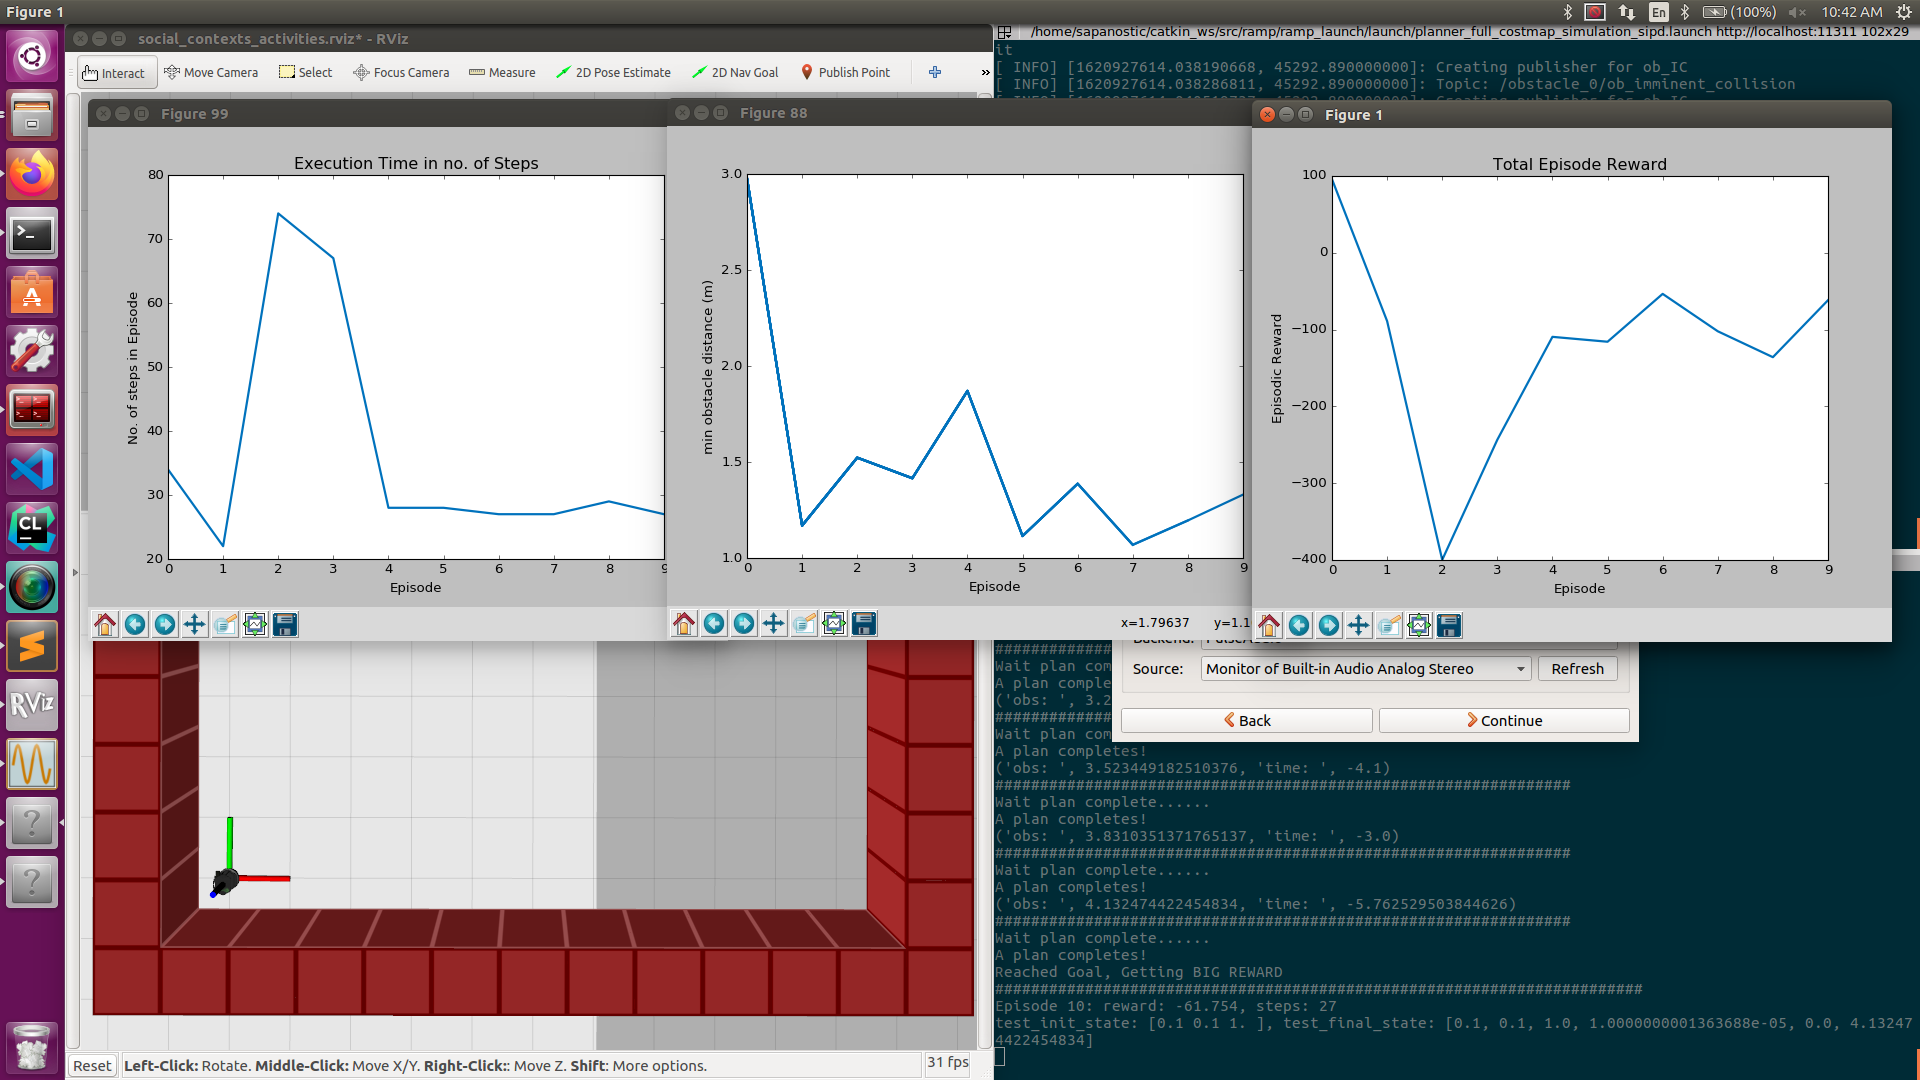 Figure 1
En
(100%)
10:42 AM
social_contexts_activities.rviz* - RViz
/home/sapanostic/catkin_ws/src/ramp/ramp_launch/launch/planner_full_costmap_simulation_sipd.launch http://localhost:11311 102x29
Interact
Move Camera
Select
Focus Camera
Measure
2D Pose Estimate
2D Nav Goal
Publish Point
»
it
[ INFO] [1620927614.038190668, 45292.890000000]: Creating publisher for ob_IC
[ INFO] [1620927614.038286811, 45292.890000000]: Topic: /obstacle_0/ob_imminent_collision
Figure 99
Execution Time in no. of Steps
No. of steps in Episode
80
70
60
50
40
30
20
0 1 2 3 4 5 6 7 8 9
Episode
Figure 88
min obstacle distance (m)
3.0
2.5
2.0
1.5
1.0
0 1 2 3 4 5 6 7 8 9
Episode
x=1.79637 y=1.1
Figure 1
Total Episode Reward
Episodic Reward
100
0
−100
−200
−300
−400
0 1 2 3 4 5 6 7 8 9
Episode
Source:
Monitor of Built-in Audio Analog Stereo
Refresh
Back
Continue
##############
Wait plan com
A plan comple
('obs: ', 3.2
##############
Wait plan com
A plan completes!
('obs: ', 3.523449182510376, 'time: ', -4.1)
################################################################
Wait plan complete......
A plan completes!
('obs: ', 3.8310351371765137, 'time: ', -3.0)
################################################################
Wait plan complete......
A plan completes!
('obs: ', 4.132474422454834, 'time: ', -5.762529503844626)
################################################################
Wait plan complete......
A plan completes!
Reached Goal, Getting BIG REWARD
########################################################################
Episode 10: reward: -61.754, steps: 27
test_init_state: [0.1 0.1 1. ], test_final_state: [0.1, 0.1, 1.0, 1.0000000001363688e-05, 0.0, 4.13247
4422454834]
CL
RViz
Reset
Left-Click: Rotate. Middle-Click: Move X/Y. Right-Click:: Move Z. Shift: More options.
31 fps